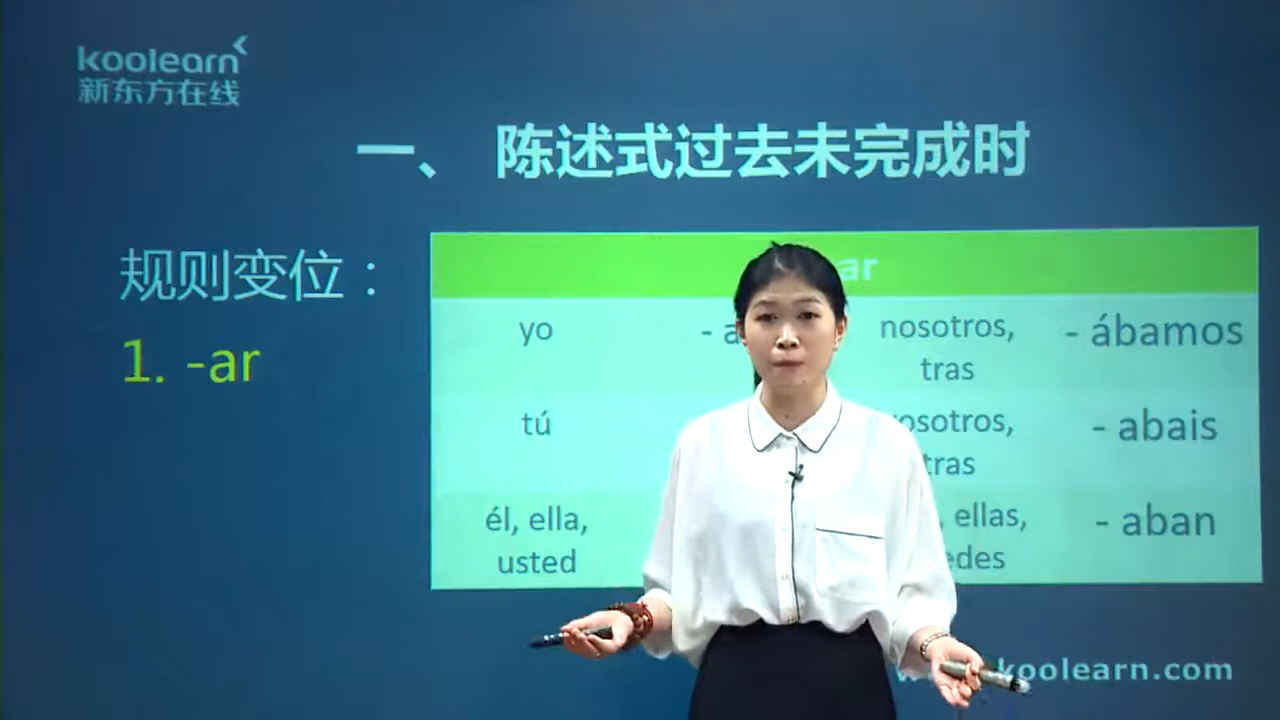 koolearn
新东方在线
一、 陈述式过去未完成时
规则变位：
1. -ar
ar
yo
nosotros,
tras
- ábamos
tú
osotros,
tras
- abais
él, ella,
usted
, ellas,
edes
- aban
koolearn.com